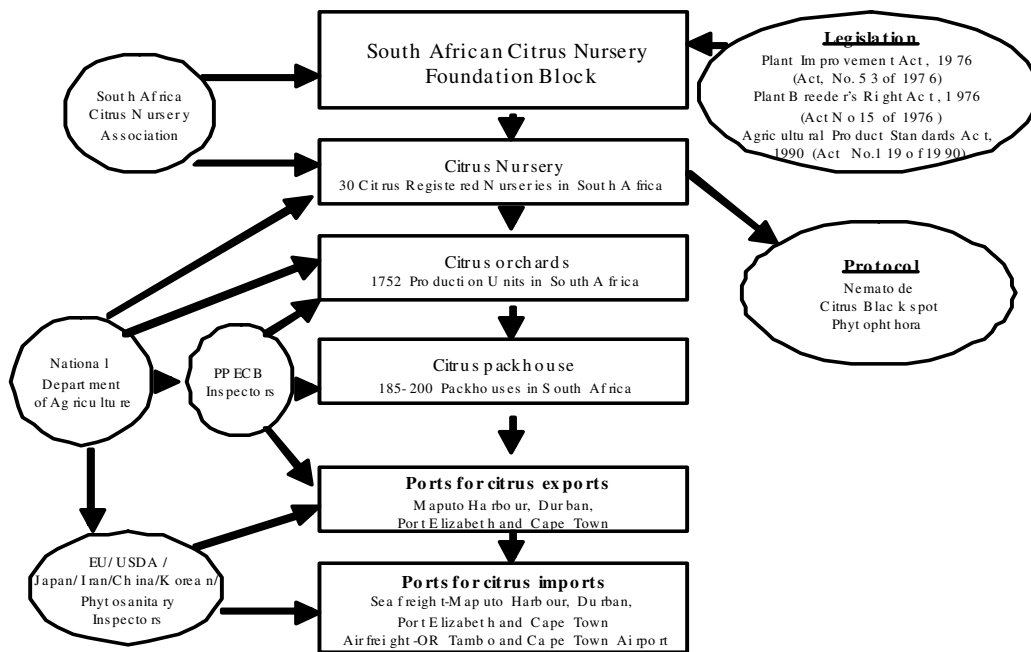 South African Citrus Nursery
Foundation Block
Legislation
Plant Improvement Act, 1976
(Act, No. 53 of 1976)
Plant Breeder's Right Act, 1976
(Act No 15 of 1976)
Agricultural Product Standards Act,
1990 (Act No.119 of 1990)
South Africa
Citrus Nursery
Association
Citrus Nursery
30 Citrus Registered Nurseries in South Africa
Citrus orchards
1752 Production Units in South Africa
Protocol
Nematode
Citrus Black spot
Phytophthora
National
Department
of Agriculture
PPECB
Inspectors
Citrus packhouse
185-200 Packhouses in South Africa
Ports for citrus exports
Maputo Harbour, Durban,
Port Elizabeth and Cape Town
EU/USDA/
Japan/Iran/China/Korean/
Phytosanitary
Inspectors
Ports for citrus imports
Seafreight-Maputo Harbour, Durban,
Port Elizabeth and Cape Town
Airfreight-OR Tambo and Cape Town Airport